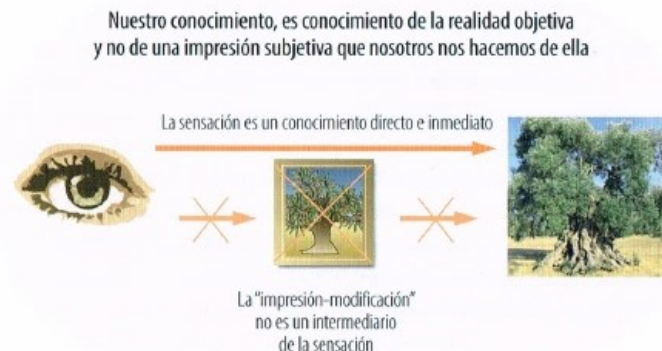 Nuestro conocimiento, es conocimiento de la realidad objetiva
y no de una impresión subjetiva que nosotros nos hacemos de ella
La sensación es un conocimiento directo e inmediato
La "impresión-modificación"
no es un intermediario
de la sensación